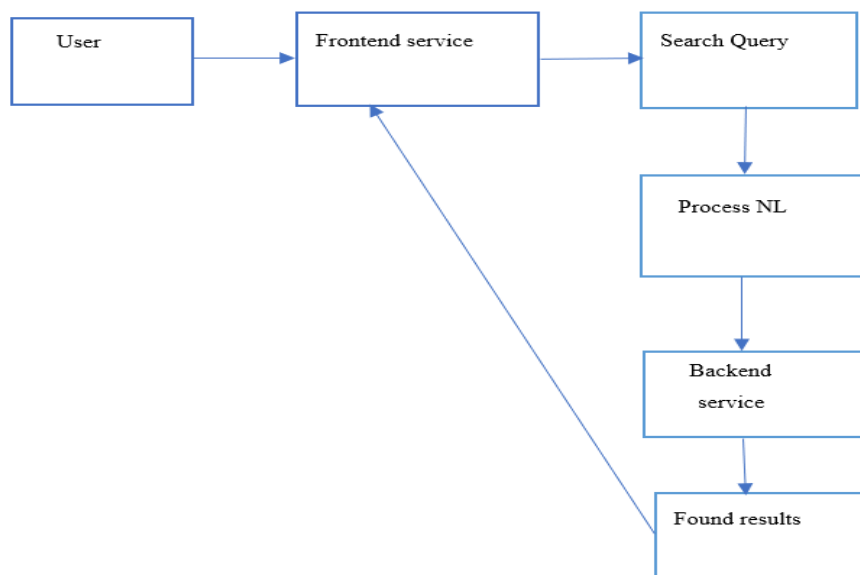 User
Frontend service
Search Query
Process NL
Backend
service
Found results